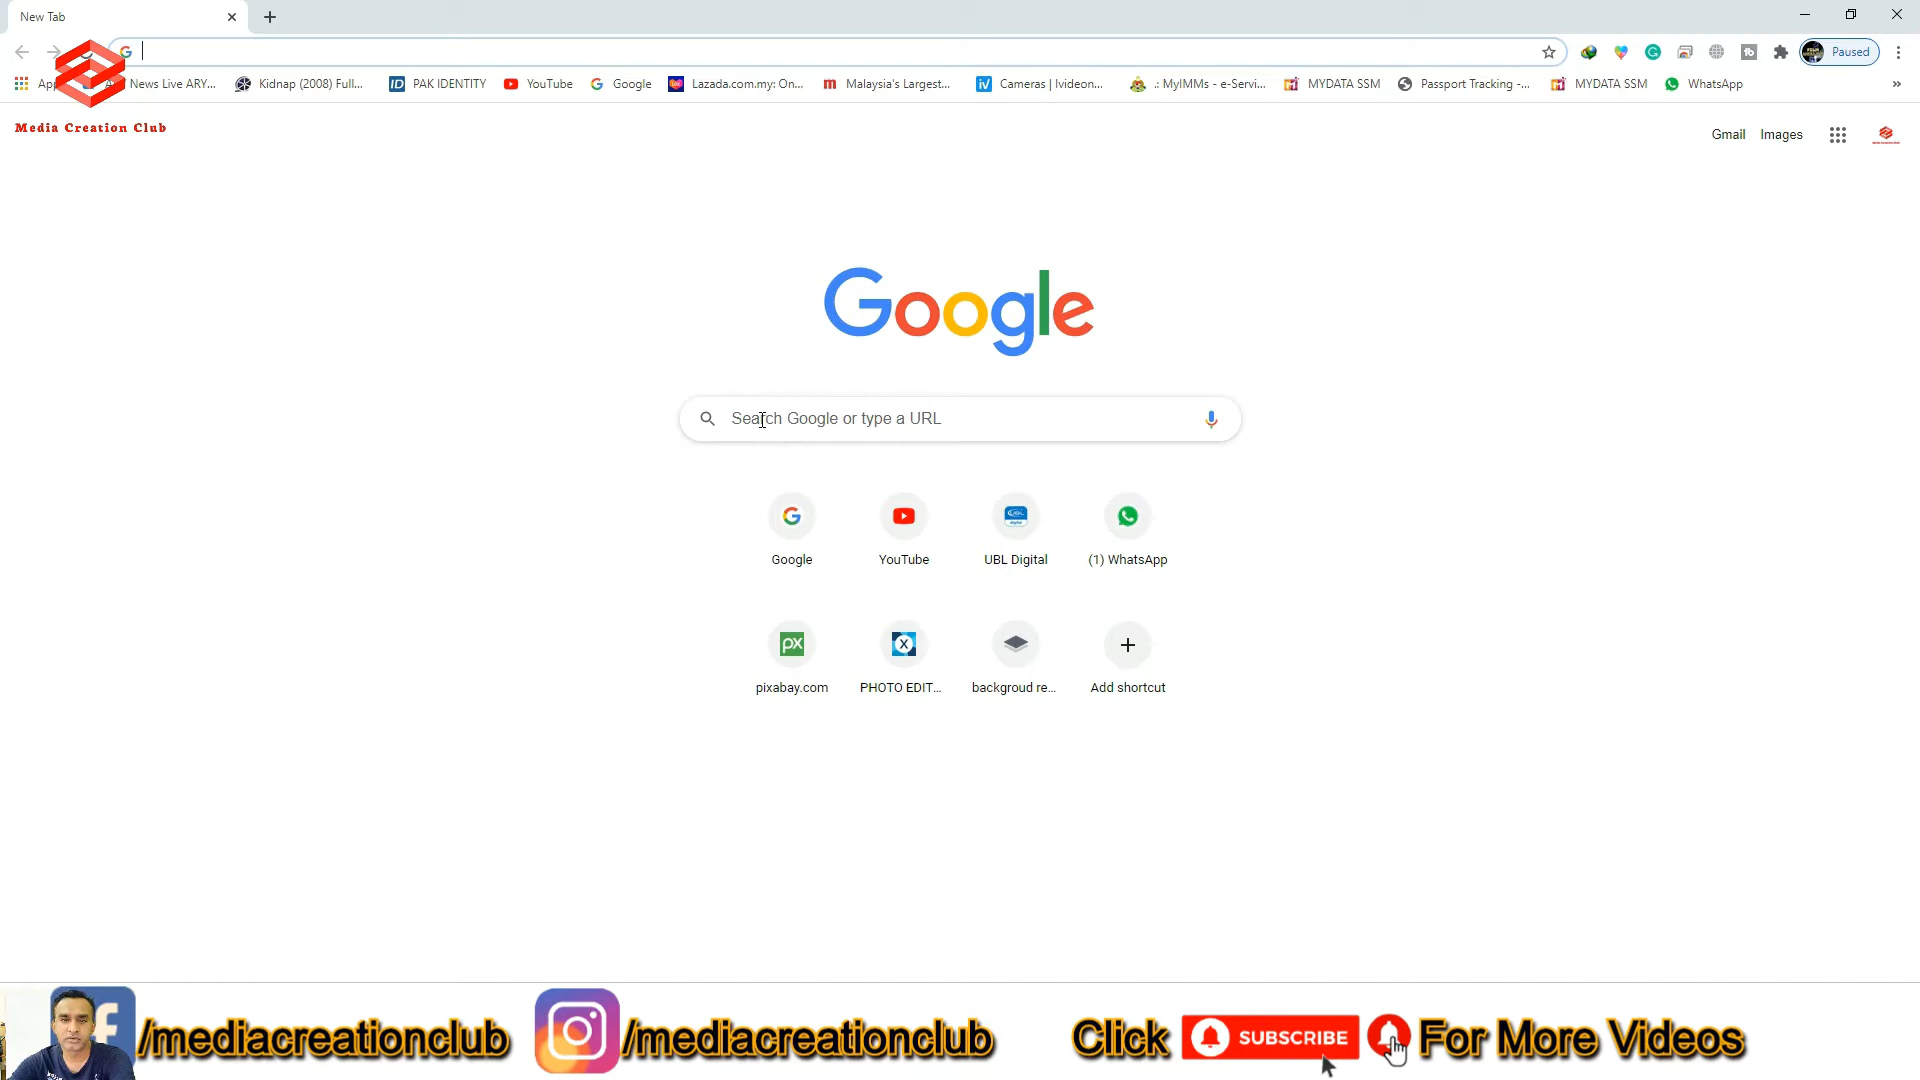 New Tab
News Live ARY...
Kidnap (2008) Full...
ID PAK IDENTITY
YouTube
Google
Lazada.com.my: On...
m Malaysia's Largest...
iV Cameras | Ivideon...
.: MyIMMs - e-Servi...
MYDATA SSM
Passport Tracking -...
MYDATA SSM
WhatsApp
Paused
Media Creation Club
Gmail
Images
Google
Search Google or type a URL
Google
YouTube
UBL Digital
(1) WhatsApp
pixabay.com
PHOTO EDIT...
backgroud re...
Add shortcut
/mediacreationclub
/mediacreationclub
Click SUBSCRIBE For More Videos